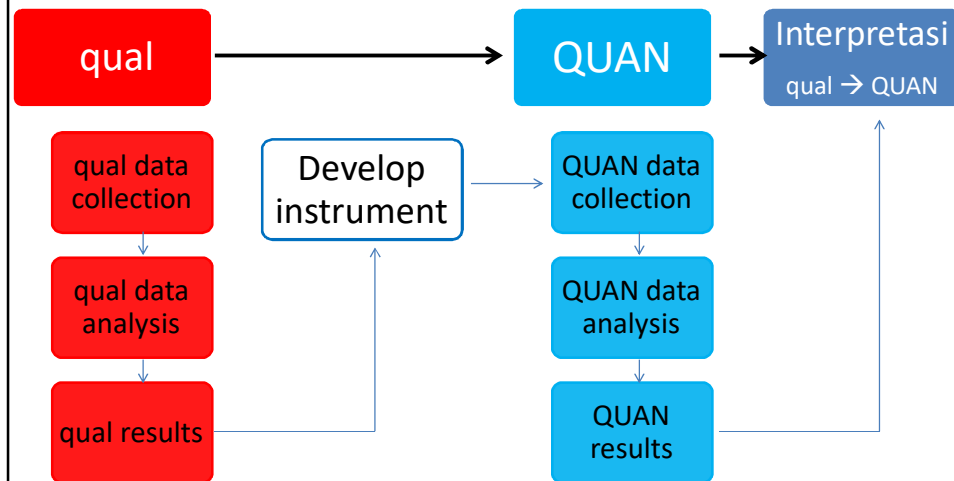 qual
QUAN
Interpretasi
qual → QUAN
qual data
collection
qual data
analysis
qual results
Develop
instrument
QUAN data
collection
QUAN data
analysis
QUAN
results